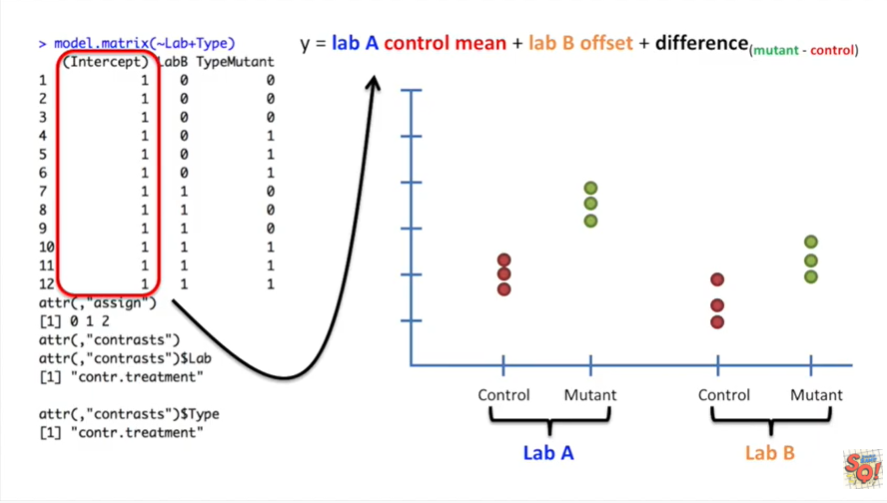 > model.matrix(~Lab+Type)
(Intercept) LabB TypeMutant
1 1 0 0
2 1 0 0
3 1 0 0
4 1 0 1
5 1 0 1
6 1 0 1
7 1 1 0
8 1 1 0
9 1 1 0
10 1 1 1
11 1 1 1
12 1 1 1
attr(,"assign")
[1] 0 1 2
attr(,"contrasts")
attr(,"contrasts")$Lab
[1] "contr.treatment"
attr(,"contrasts")$Type
[1] "contr.treatment"
y = lab A control mean + lab B offset + difference(mutant - control)
Control Mutant Control Mutant
Lab A Lab B
SQ!